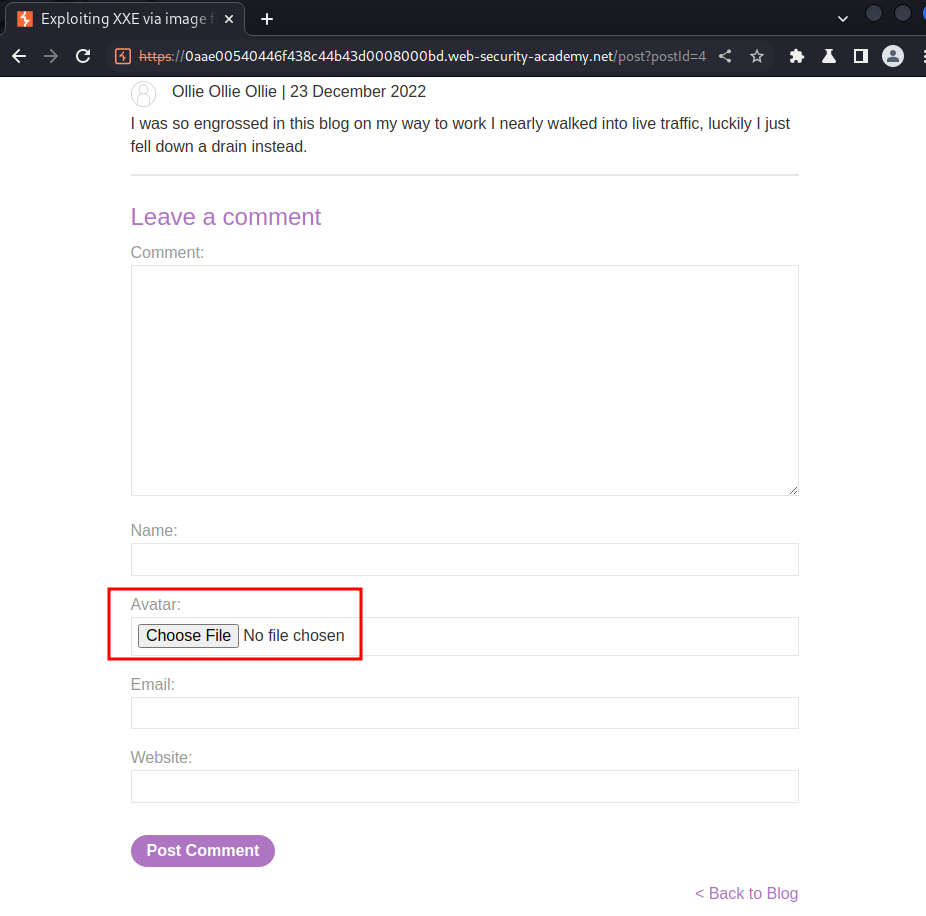 Exploiting XXE via image f
https://0aae00540446f438c44b43d0008000bd.web-security-academy.net/post?postId=4
Ollie Ollie Ollie | 23 December 2022
I was so engrossed in this blog on my way to work I nearly walked into live traffic, luckily I just
fell down a drain instead.
Leave a comment
Comment:
Name:
Avatar:
Choose File No file chosen
Email:
Website:
Post Comment
< Back to Blog